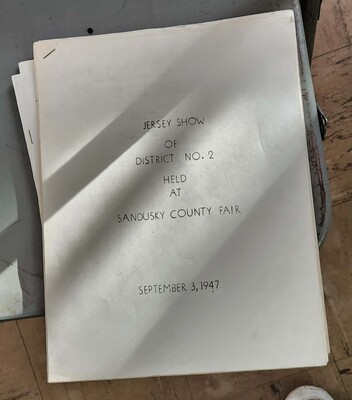 JERSEY SHOW
OF
DISTRICT NO. 2
HELD
AT
SANDUSKY COUNTY FAIR
SEPTEMBER 3, 1947